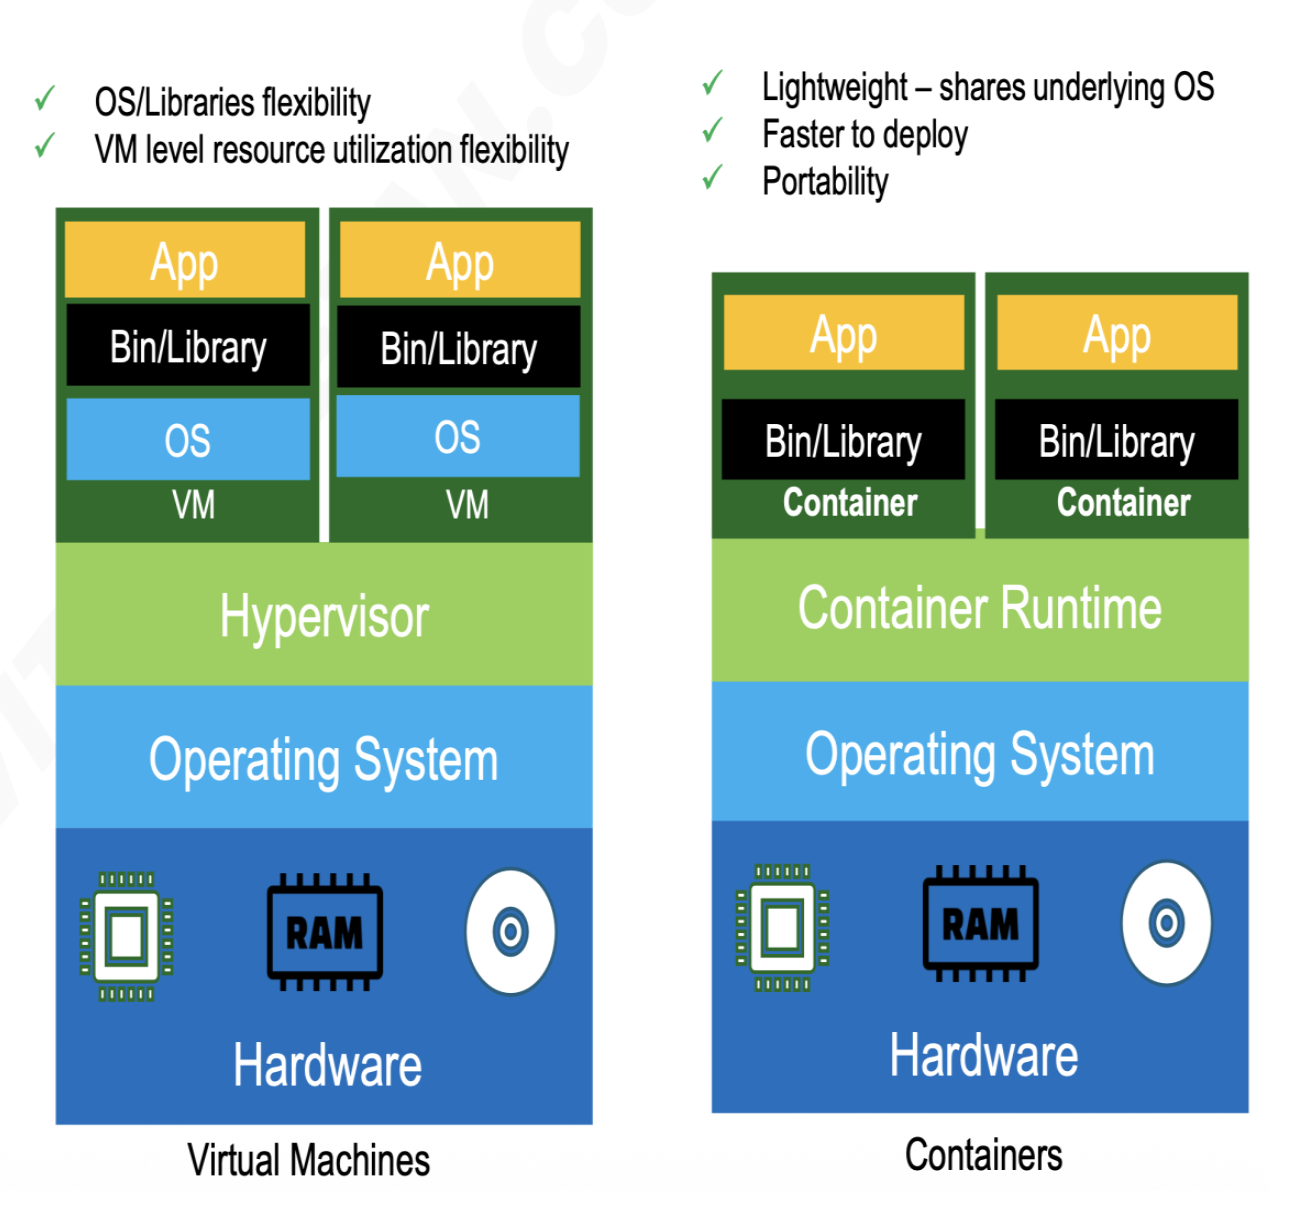 OS/Libraries flexibility
VM level resource utilization flexibility
App
App
Bin/Library
Bin/Library
OS
OS
VM
VM
Hypervisor
Operating System
RAM
Hardware
Virtual Machines
Lightweight – shares underlying OS
Faster to deploy
Portability
App
App
Bin/Library
Bin/Library
Container
Container
Container Runtime
Operating System
RAM
Hardware
Containers